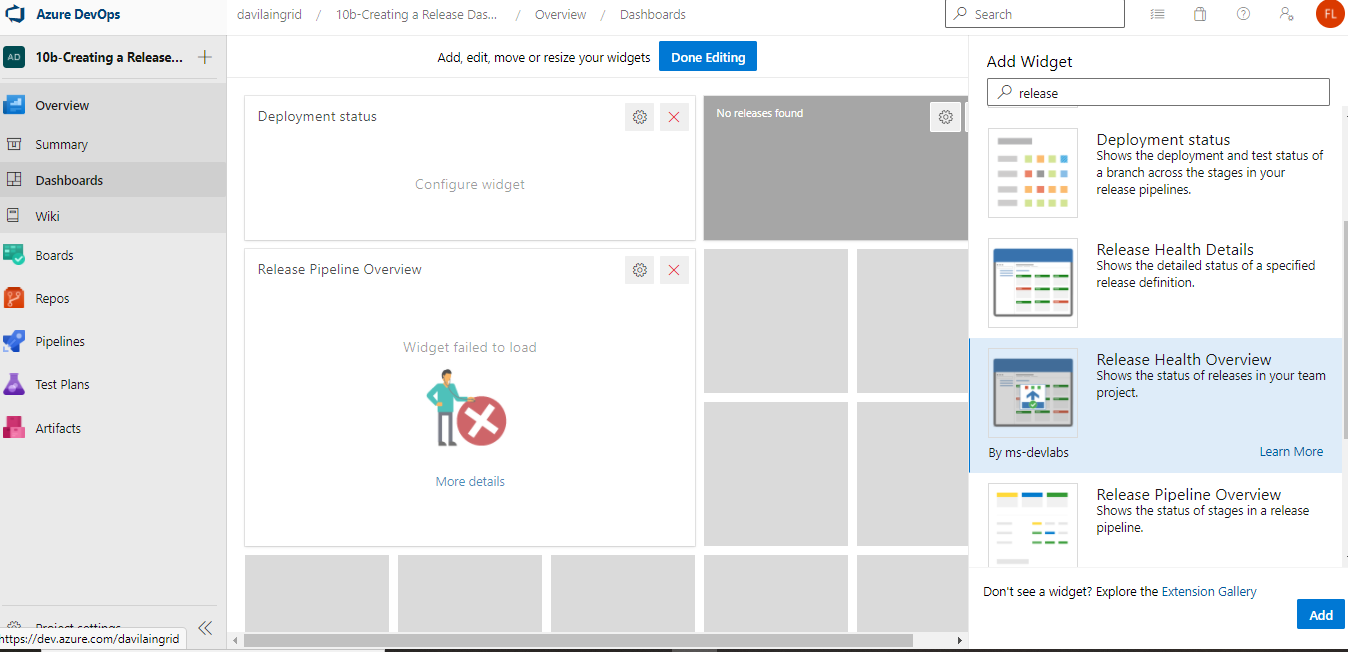 Azure DevOps
davilaingrid / 10b-Creating a Release Das... / Overview / Dashboards
Search
FL
AD 10b-Creating a Release...
Overview
Summary
Dashboards
Wiki
Boards
Repos
Pipelines
Test Plans
Artifacts
Project settings
https://dev.azure.com/davilaingrid
Add, edit, move or resize your widgets Done Editing
Deployment status
Configure widget
No releases found
Release Pipeline Overview
Widget failed to load
More details
Add Widget
release
Deployment status
Shows the deployment and test status of
a branch across the stages in your
release pipelines.
Release Health Details
Shows the detailed status of a specified
release definition.
Release Health Overview
Shows the status of releases in your team
project.
By ms-devlabs Learn More
Release Pipeline Overview
Shows the status of stages in a release
pipeline.
Don't see a widget? Explore the Extension Gallery
Add